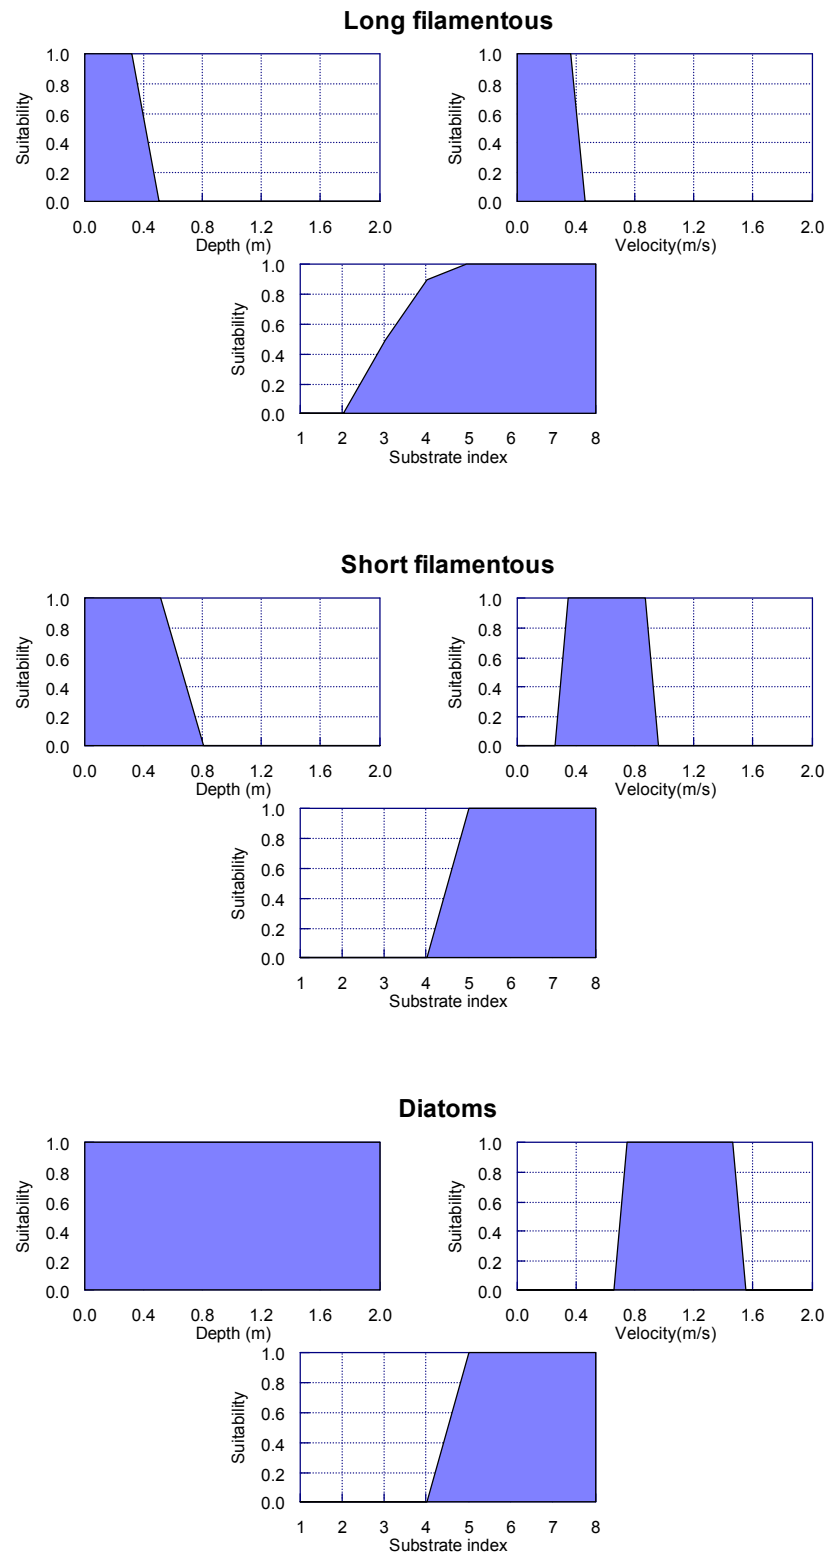 Long filamentous
1.0 0.8 0.6 0.4 0.2 0.0
Suitability
0.0 0.4 0.8 1.2 1.6 2.0
Depth (m)
1.0 0.8 0.6 0.4 0.2 0.0
Suitability
0.0 0.4 0.8 1.2 1.6 2.0
Velocity(m/s)
1.0 0.8 0.6 0.4 0.2 0.0
Suitability
1 2 3 4 5 6 7 8
Substrate index
Short filamentous
1.0 0.8 0.6 0.4 0.2 0.0
Suitability
0.0 0.4 0.8 1.2 1.6 2.0
Depth (m)
1.0 0.8 0.6 0.4 0.2 0.0
Suitability
0.0 0.4 0.8 1.2 1.6 2.0
Velocity(m/s)
1.0 0.8 0.6 0.4 0.2 0.0
Suitability
1 2 3 4 5 6 7 8
Substrate index
Diatoms
1.0 0.8 0.6 0.4 0.2 0.0
Suitability
0.0 0.4 0.8 1.2 1.6 2.0
Depth (m)
1.0 0.8 0.6 0.4 0.2 0.0
Suitability
0.0 0.4 0.8 1.2 1.6 2.0
Velocity(m/s)
1.0 0.8 0.6 0.4 0.2 0.0
Suitability
1 2 3 4 5 6 7 8
Substrate index